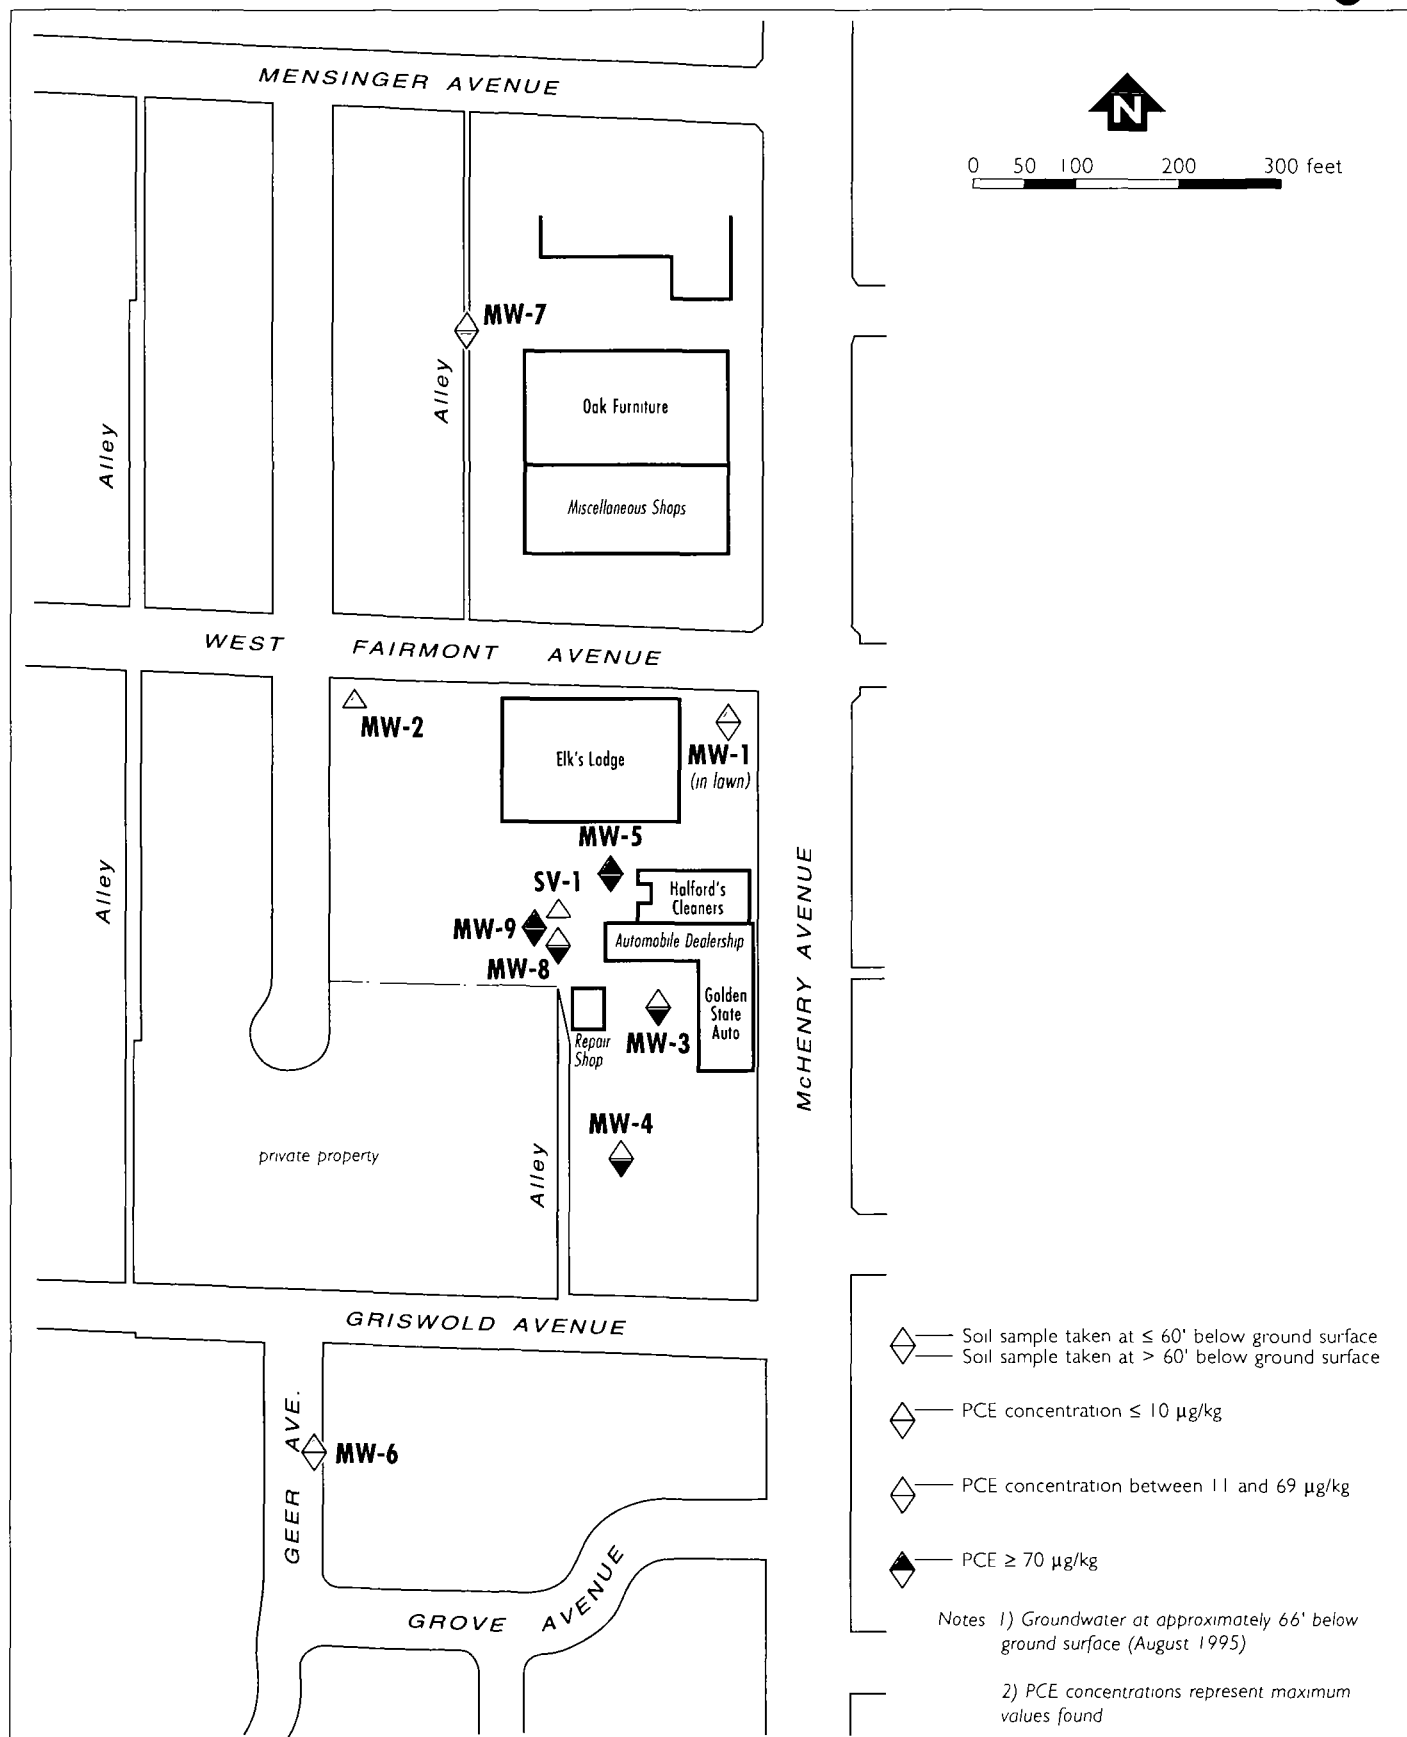 MENSINGER AVENUE
N
0 50 100 200 300 feet
MW-7
Alley
Alley
Oak Furniture
Miscellaneous Shops
WEST FAIRMONT AVENUE
MW-2
Elk's Lodge
MW-1
(in lawn)
MW-5
SV-1
Halford's
Cleaners
MW-9
MW-8
Automobile Dealership
Golden
State
Auto
Alley
McHENRY AVENUE
Repair
Shop
MW-3
MW-4
private property
Alley
GRISWOLD AVENUE
GEER AVE.
MW-6
GROVE AVENUE
Soil sample taken at ≤ 60' below ground surface
Soil sample taken at > 60' below ground surface
PCE concentration ≤ 10 µg/kg
PCE concentration between 11 and 69 µg/kg
PCE ≥ 70 µg/kg
Notes 1) Groundwater at approximately 66' below
ground surface (August 1995)
2) PCE concentrations represent maximum
values found